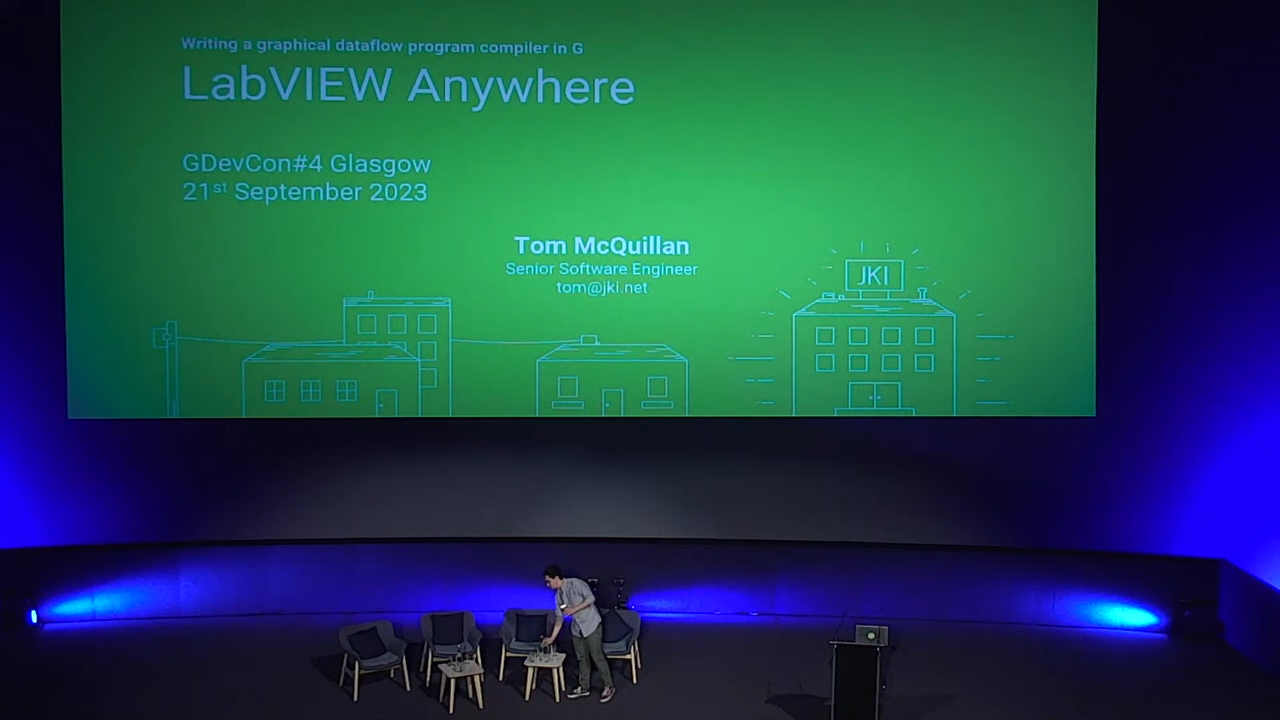 Writing a graphical dataflow program compiler in G
LabVIEW Anywhere
GDevCon#4 Glasgow
21st September 2023
Tom McQuillan
Senior Software Engineer
tom@jki.net
JKI